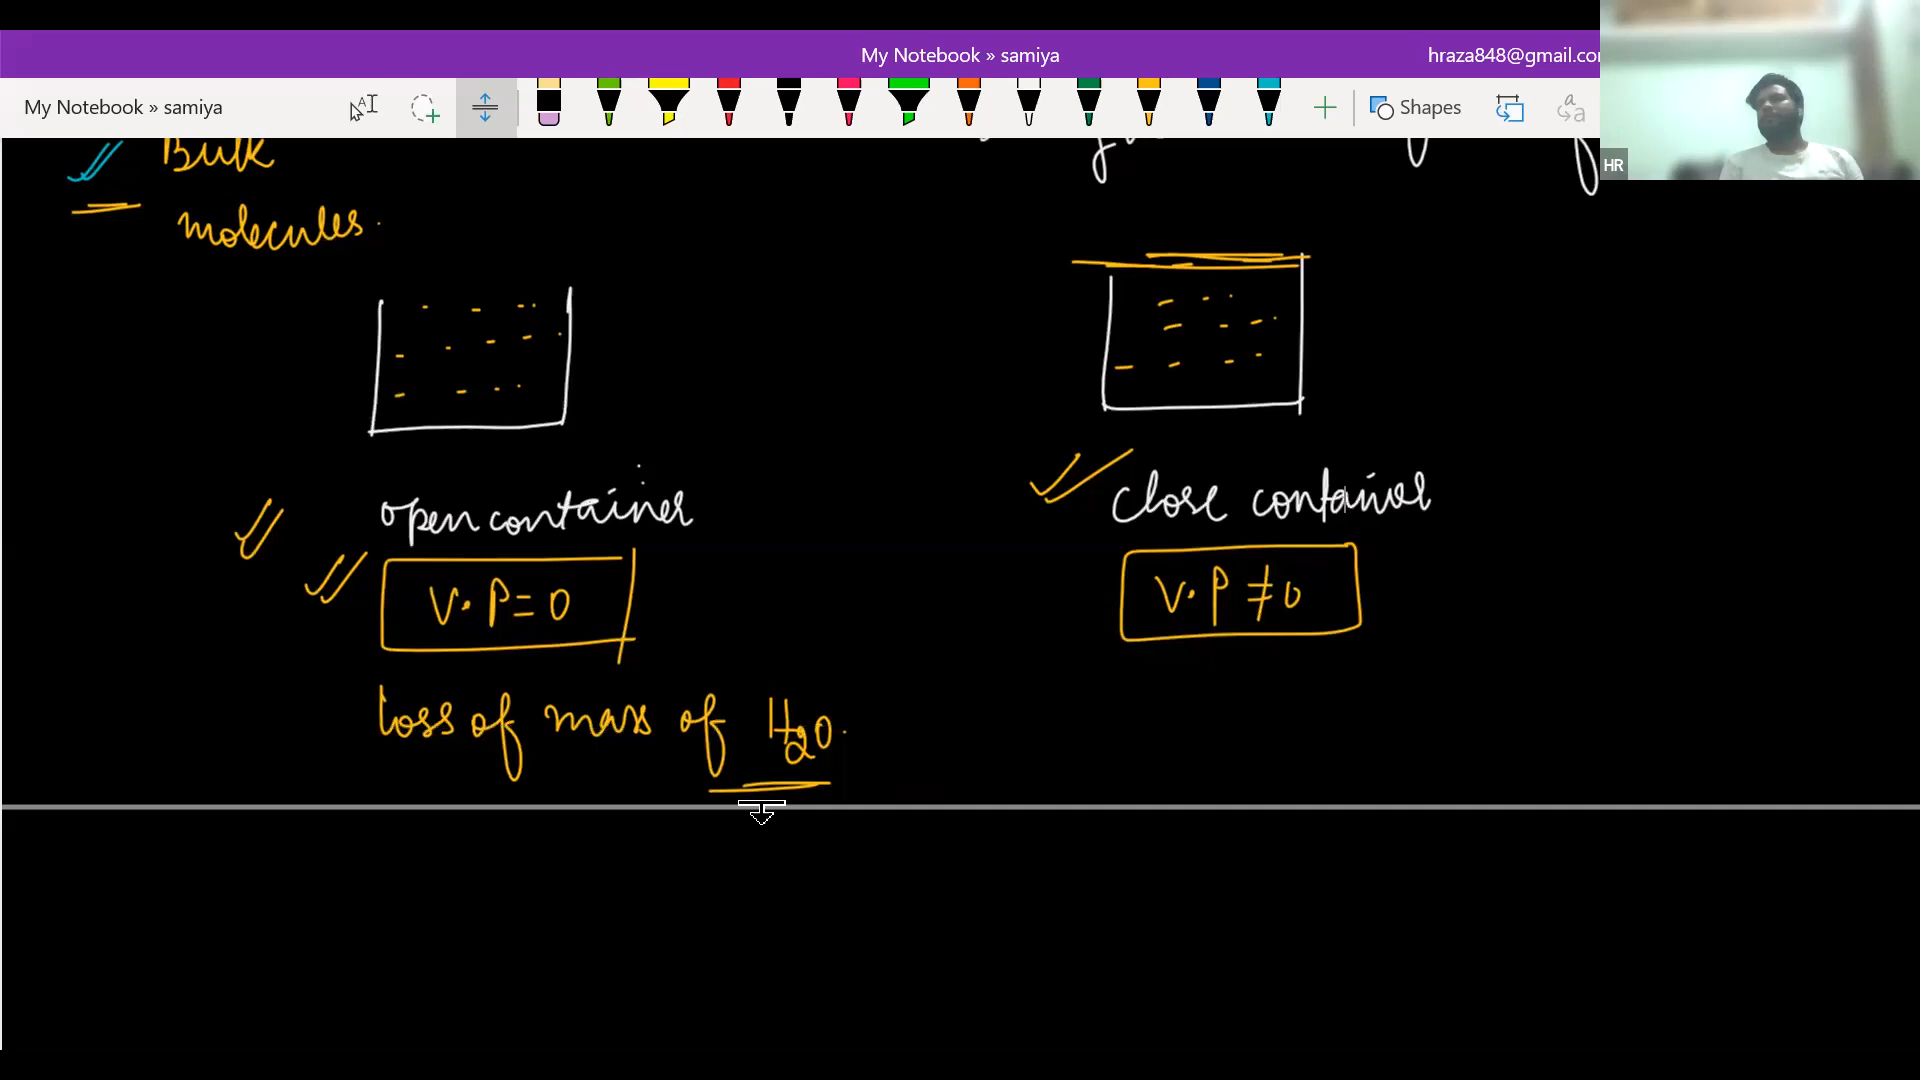 My Notebook » samiya
hraza848@gmail.co
My Notebook » samiya
Shapes
HR
Bulk
molecules.
open container
close container
V.P = 0
V.P ≠ 0
loss of mass of H2O.